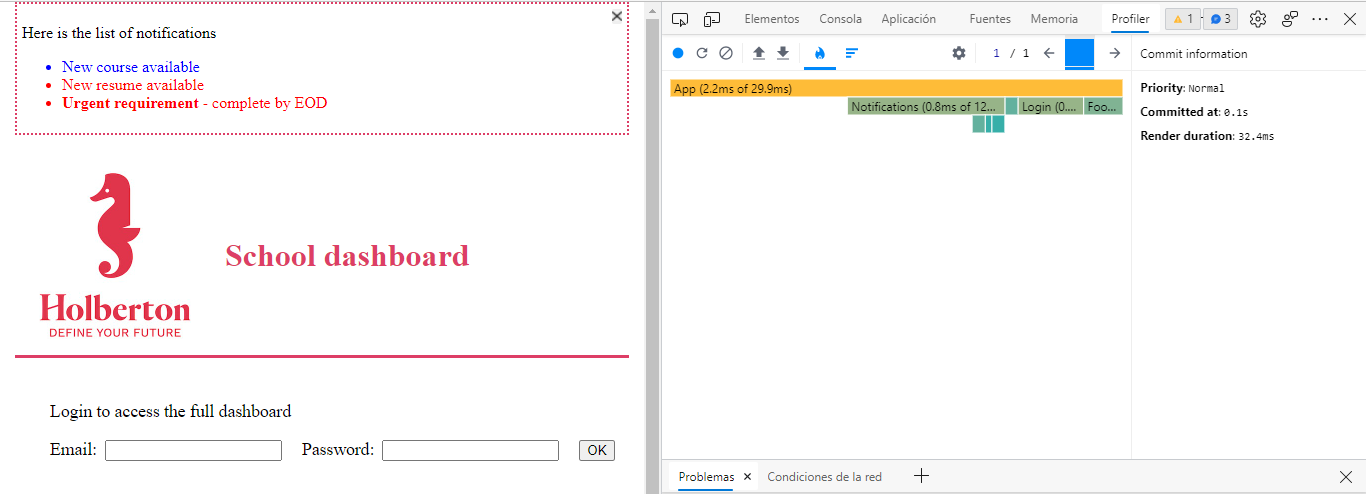 Here is the list of notifications
New course available
New resume available
Urgent requirement - complete by EOD
Holberton
DEFINE YOUR FUTURE
School dashboard
Login to access the full dashboard
Email:
Password:
OK
Elementos
Consola
Aplicación
Fuentes
Memoria
Profiler
1
3
1 / 1
Commit information
App (2.2ms of 29.9ms)
Notifications (0.8ms of 12...
Login (0....
Foo...
Priority: Normal
Committed at: 0.1s
Render duration: 32.4ms
Problemas
Condiciones de la red